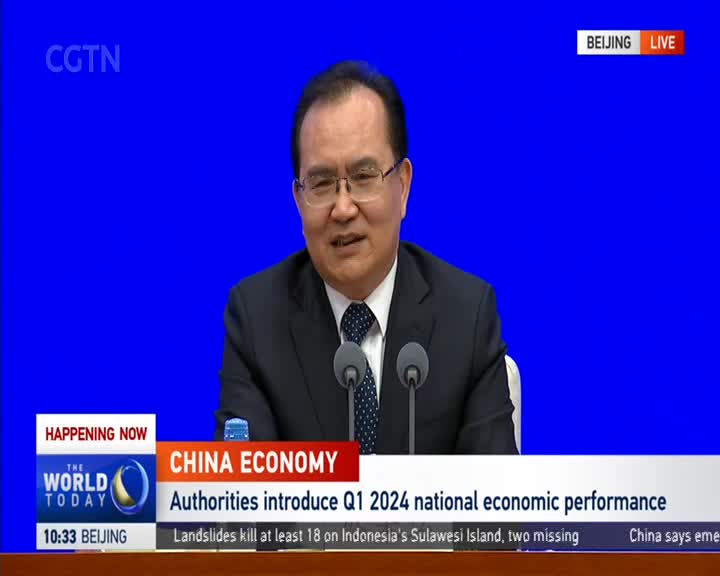 CGTN
BEIJING LIVE
HAPPENING NOW
THE
WORLD
TODAY
CHINA ECONOMY
Authorities introduce Q1 2024 national economic performance
10:33 BEIJING
Landslides kill at least 18 on Indonesia's Sulawesi Island, two missing China says eme